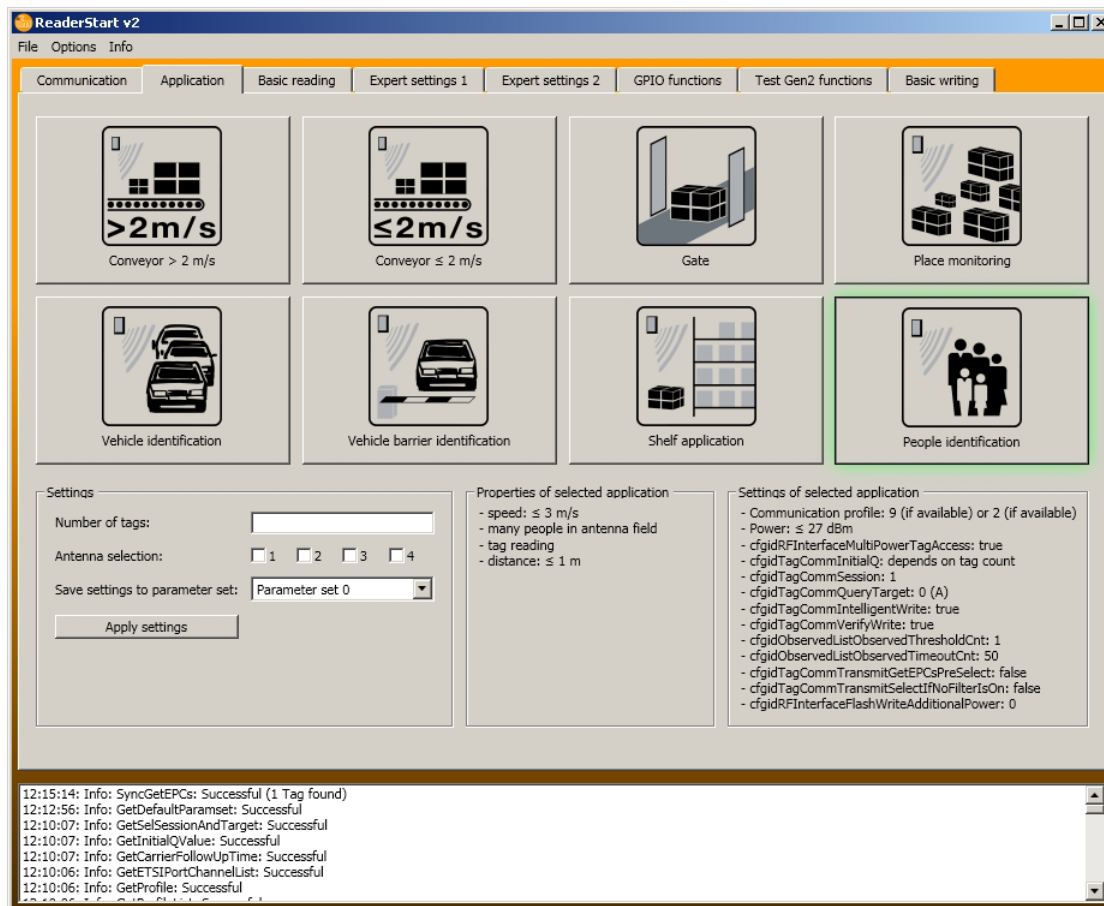 ReaderStart v2
File Options Info
Communication Application Basic reading Expert settings 1 Expert settings 2 GPIO functions Test Gen2 functions Basic writing
>2m/s
Conveyor > 2 m/s
≤2m/s
Conveyor ≤ 2 m/s
Gate
Place monitoring
Vehicle identification
Vehicle barrier identification
Shelf application
People identification
Settings
Number of tags:
Antenna selection: 1 2 3 4
Save settings to parameter set: Parameter set 0
Apply settings
Properties of selected application
- speed: ≤ 3 m/s
- many people in antenna field
- tag reading
- distance: ≤ 1 m
Settings of selected application
- Communication profile: 9 (if available) or 2 (if available)
- Power: ≤ 27 dBm
- cfgidRFInterfaceMultiPowerTagAccess: true
- cfgidTagCommInitialQ: depends on tag count
- cfgidTagCommSession: 1
- cfgidTagCommQueryTarget: 0 (A)
- cfgidTagCommIntelligentWrite: true
- cfgidTagCommVerifyWrite: true
- cfgidObservedListObservedThresholdCnt: 1
- cfgidObservedListObservedTimeoutCnt: 50
- cfgidTagCommTransmitGetEPCsPreSelect: false
- cfgidTagCommTransmitSelectIfNoFilterIsOn: false
- cfgidRFInterfaceFlashWriteAdditionalPower: 0
12:15:14: Info: SyncGetEPCs: Successful (1 Tag found)
12:12:56: Info: GetDefaultParamset: Successful
12:10:07: Info: GetSelSessionAndTarget: Successful
12:10:07: Info: GetInitialQValue: Successful
12:10:07: Info: GetCarrierFollowUpTime: Successful
12:10:06: Info: GetETSIPortChannelList: Successful
12:10:06: Info: GetProfile: Successful